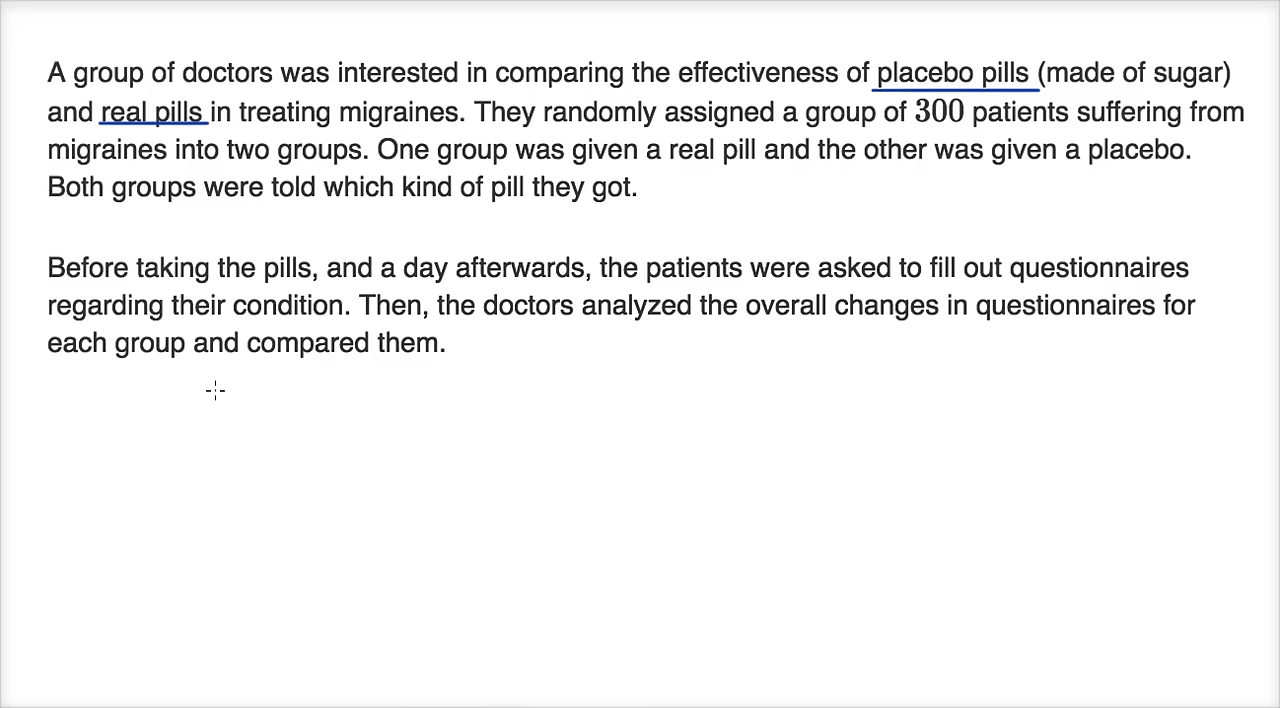 A group of doctors was interested in comparing the effectiveness of placebo pills (made of sugar)
and real pills in treating migraines. They randomly assigned a group of 300 patients suffering from
migraines into two groups. One group was given a real pill and the other was given a placebo.
Both groups were told which kind of pill they got.
Before taking the pills, and a day afterwards, the patients were asked to fill out questionnaires
regarding their condition. Then, the doctors analyzed the overall changes in questionnaires for
each group and compared them.